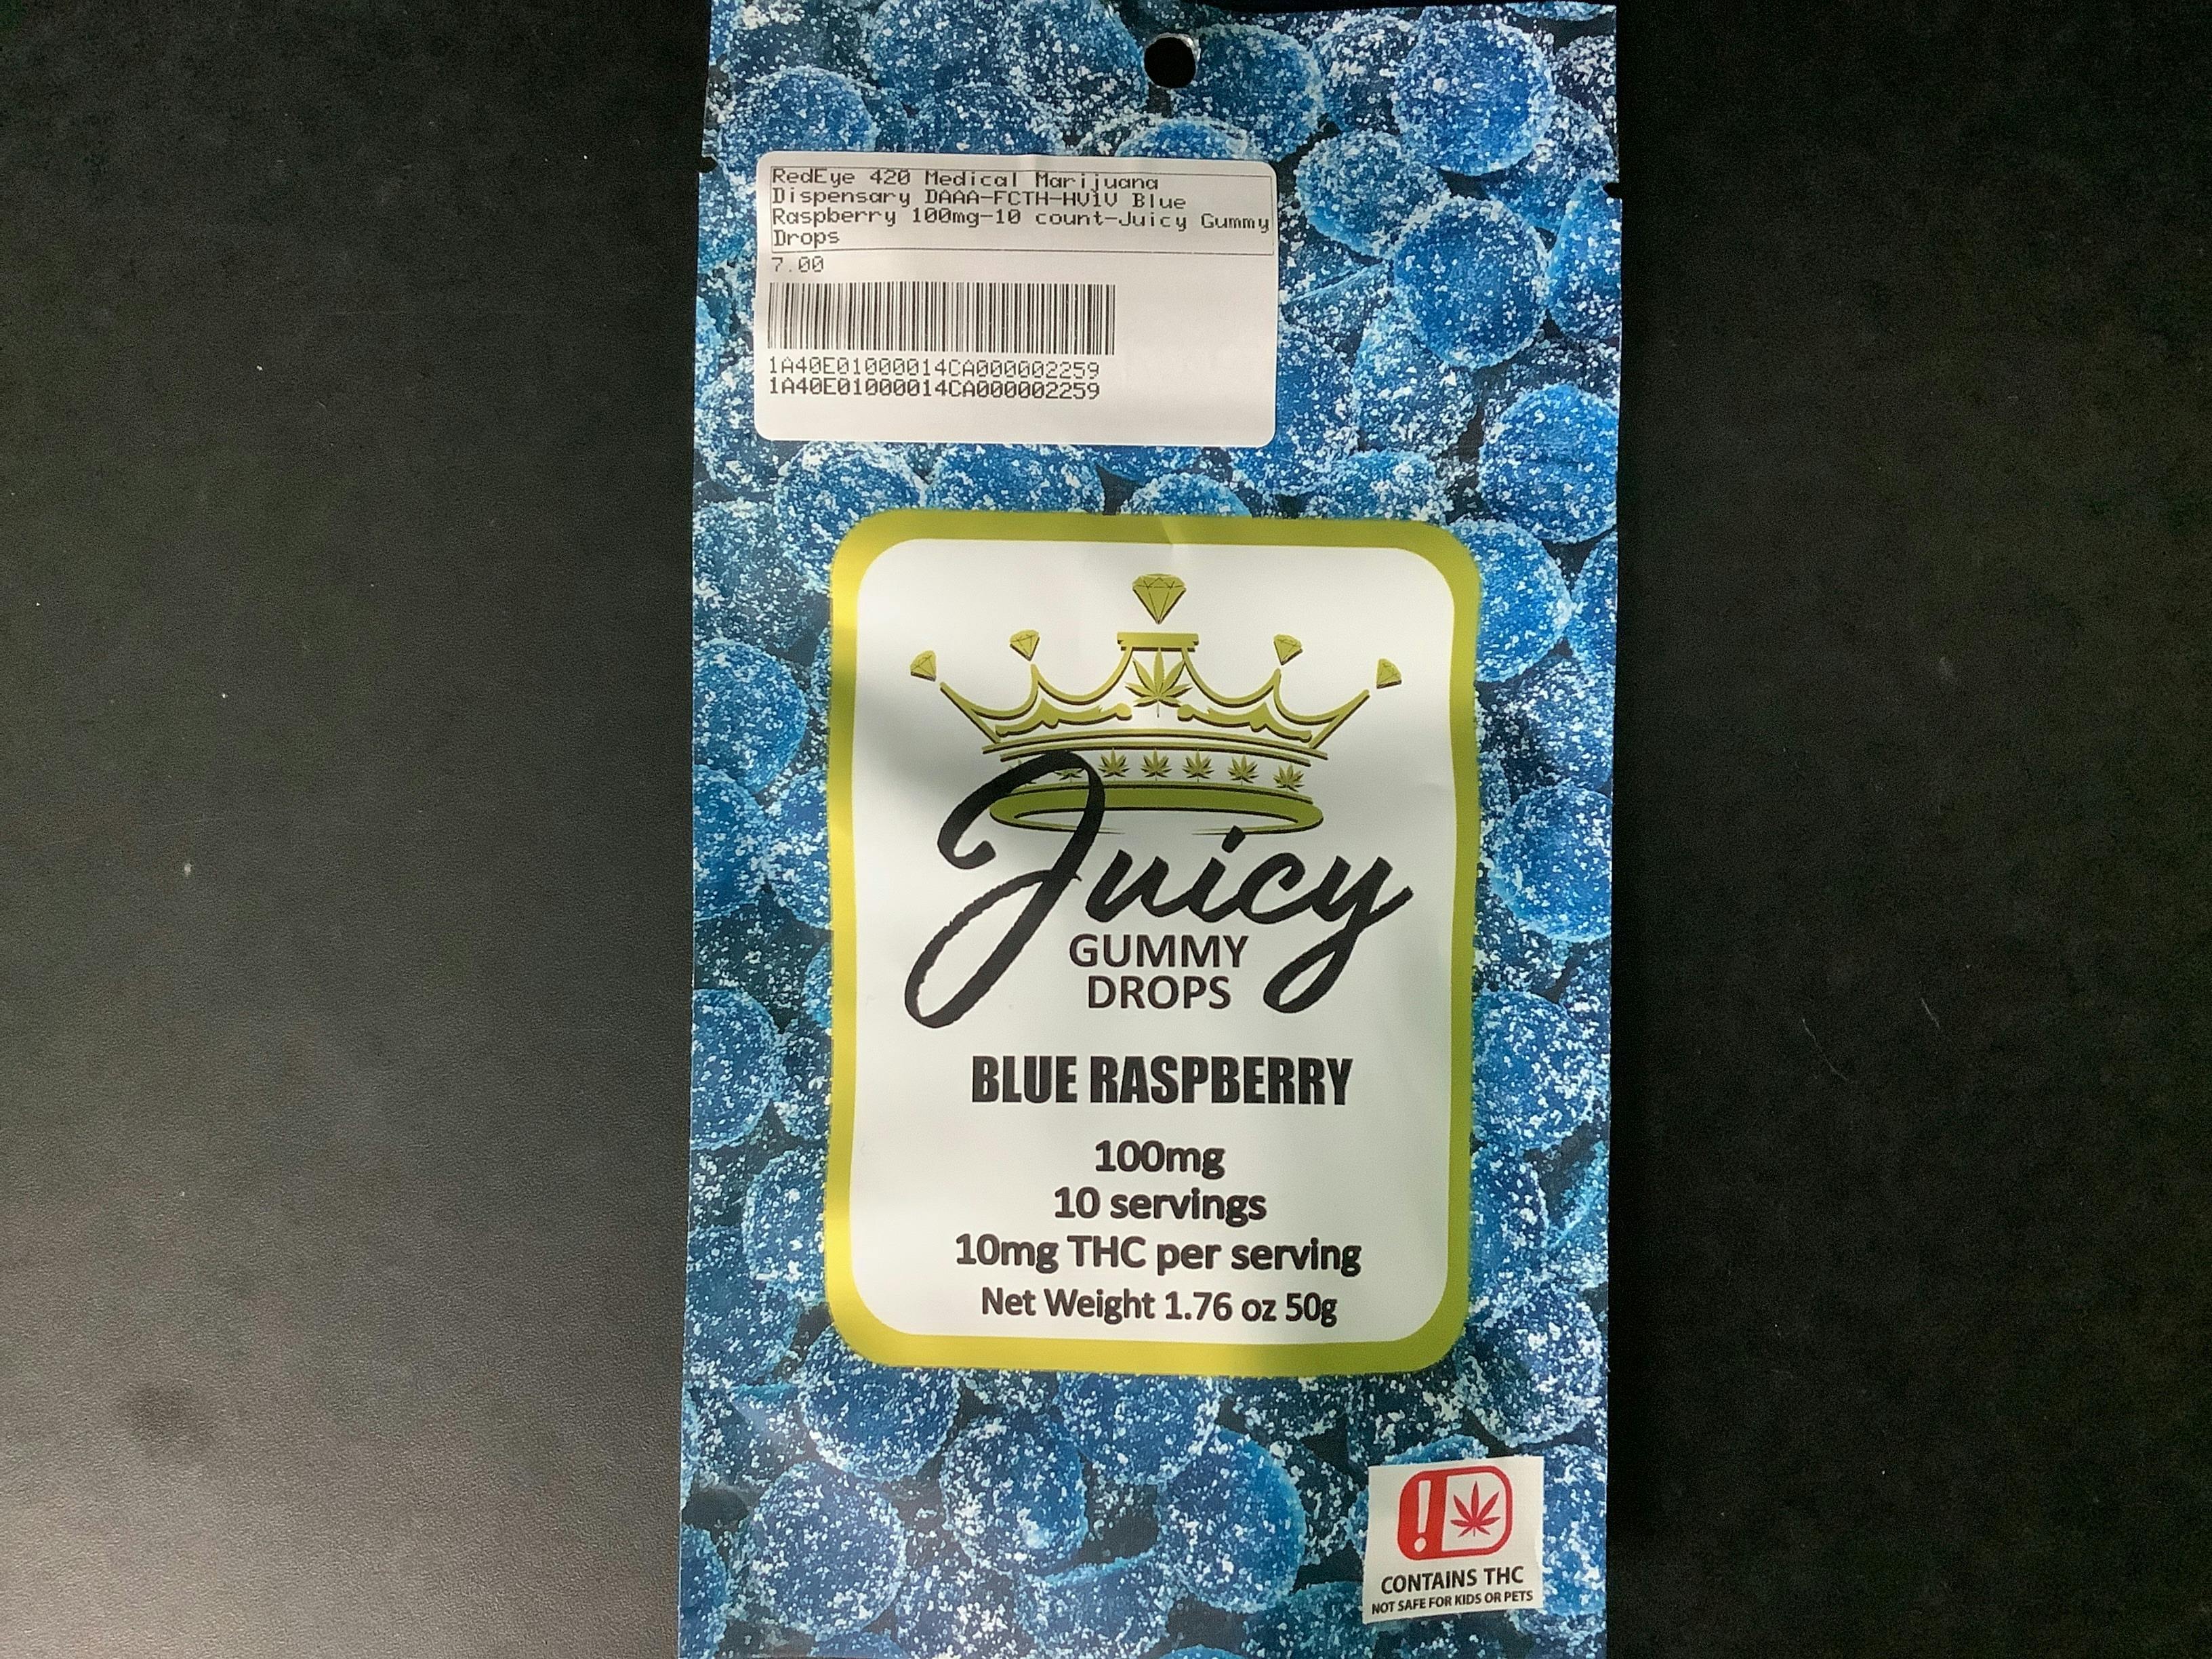 RedEye 420 Medical Marijuana
Dispensary DAAA-FCTH-HV1V Blue
Raspberry 100mg-10 count-Juicy Gummy
Drops
7.00
1A40E01000014CA000002259
1A40E01000014CA000002259
Juicy
GUMMY
DROPS
BLUE RASPBERRY
100mg
10 servings
10mg THC per serving
Net Weight 1.76 oz 50g
!
CONTAINS THC
NOT SAFE FOR KIDS OR PETS